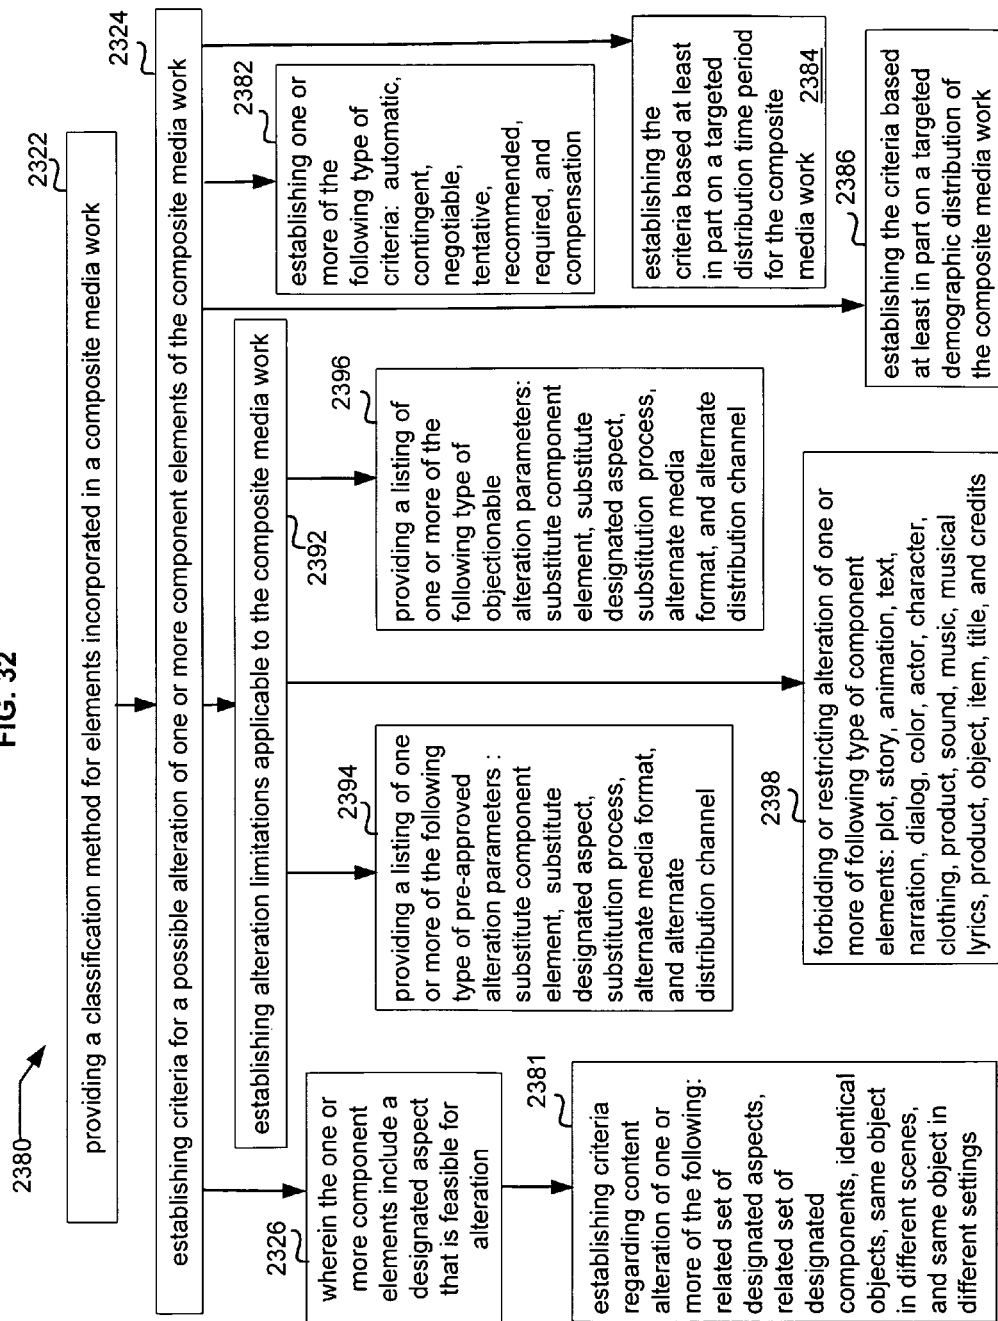 FIG. 32
2380
2322
providing a classification method for elements incorporated in a composite media work
2324
establishing criteria for a possible alteration of one or more component elements of the composite media work
establishing alteration limitations applicable to the composite media work
2392
2326
wherein the one or
more component
elements include a
designated aspect
that is feasible for
alteration
2381
establishing criteria
regarding content
alteration of one or
more of the following:
related set of
designated aspects,
related set of
designated
components, identical
objects, same object
in different scenes,
and same object in
different settings
2394
providing a listing of one
or more of the following
type of pre-approved
alteration parameters :
substitute component
element, substitute
designated aspect,
substitution process,
alternate media format,
and alternate
distribution channel
2396
providing a listing of
one or more of the
following type of
objectionable
alteration parameters:
substitute component
element, substitute
designated aspect,
substitution process,
alternate media
format, and alternate
distribution channel
2398
forbidding or restricting alteration of one or
more of following type of component
elements: plot, story, animation, text,
narration, dialog, color, actor, character,
clothing, product, sound, music, musical
lyrics, product, object, item, title, and credits
2382
establishing one or
more of the
following type of
criteria: automatic,
contingent,
negotiable,
tentative,
recommended,
required, and
compensation
establishing the
criteria based at least
in part on a targeted
distribution time period
for the composite
media work 2384
2386
establishing the criteria based
at least in part on a targeted
demographic distribution of
the composite media work